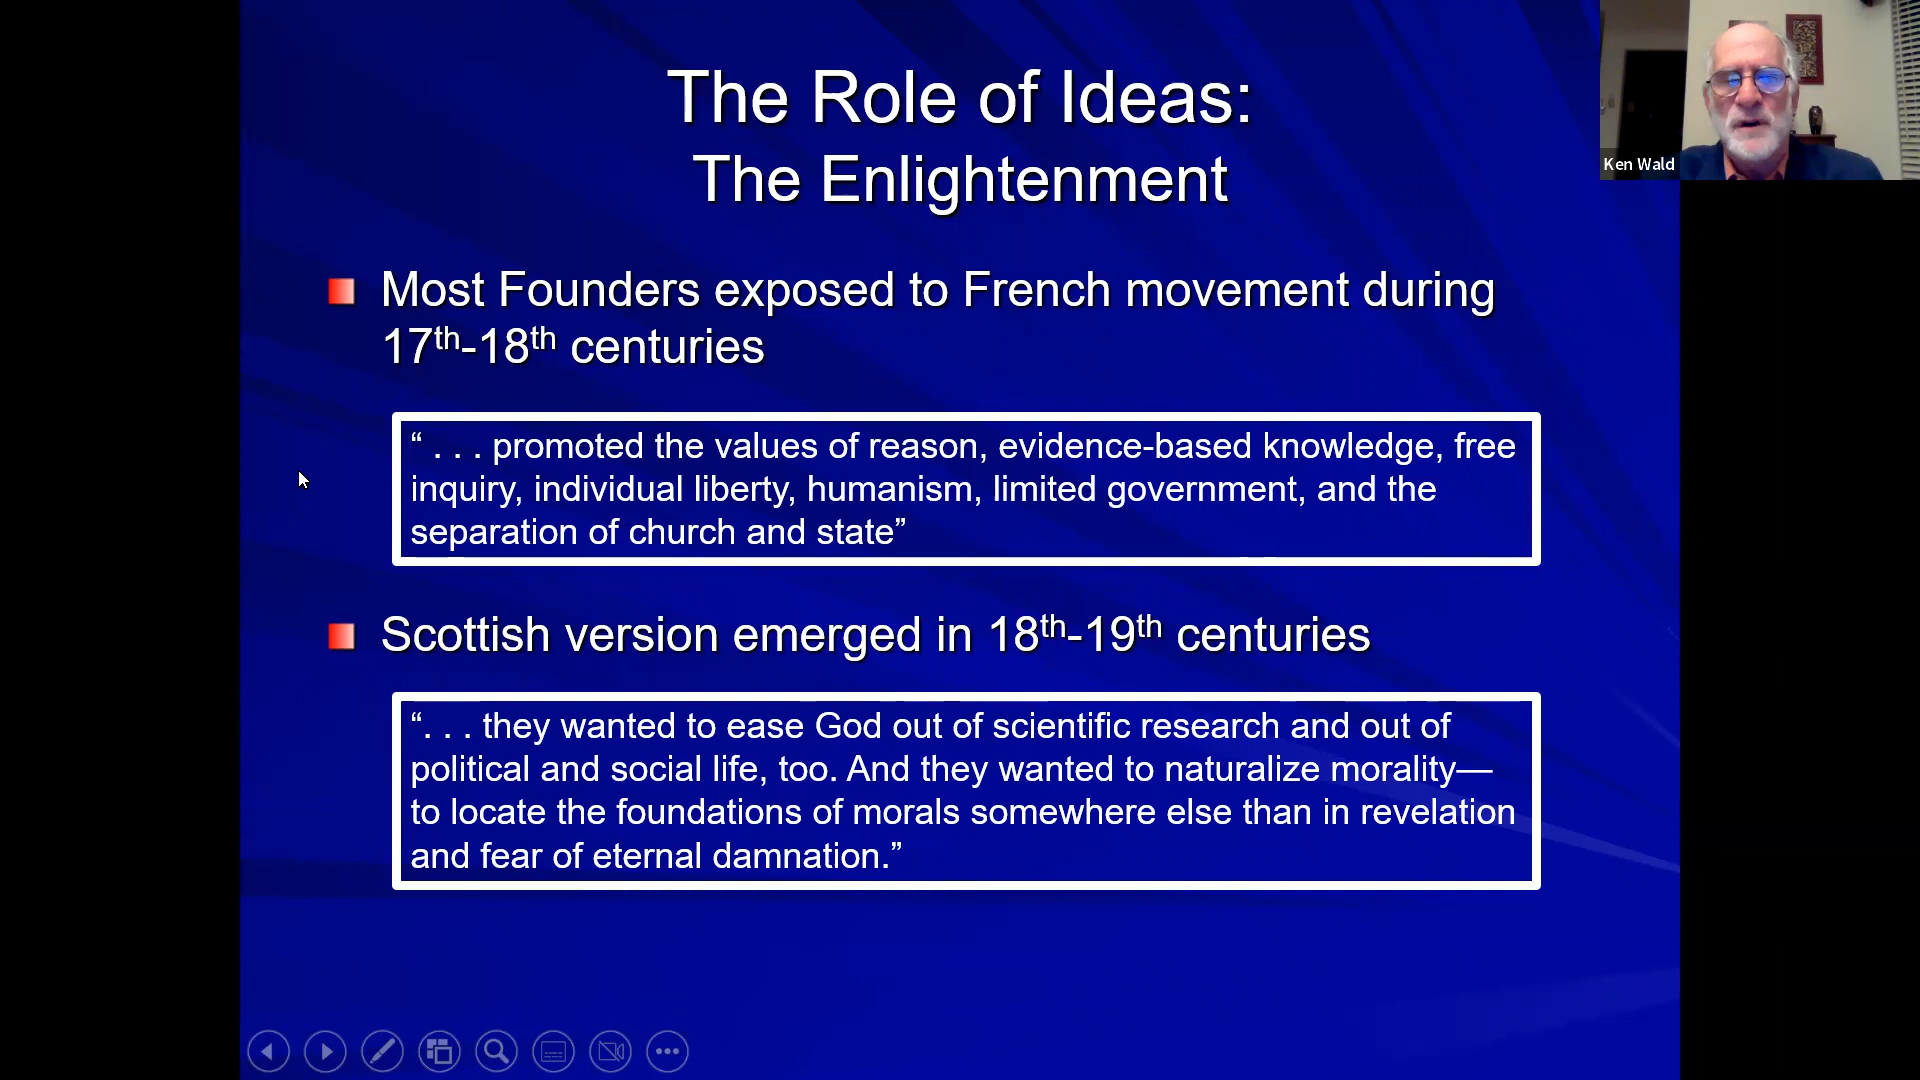 The Role of Ideas:
The Enlightenment
Ken Wald
Most Founders exposed to French movement during
17th-18th centuries
“ . . . promoted the values of reason, evidence-based knowledge, free
inquiry, individual liberty, humanism, limited government, and the
separation of church and state”
Scottish version emerged in 18th-19th centuries
“. . . they wanted to ease God out of scientific research and out of
political and social life, too. And they wanted to naturalize morality—
to locate the foundations of morals somewhere else than in revelation
and fear of eternal damnation.”